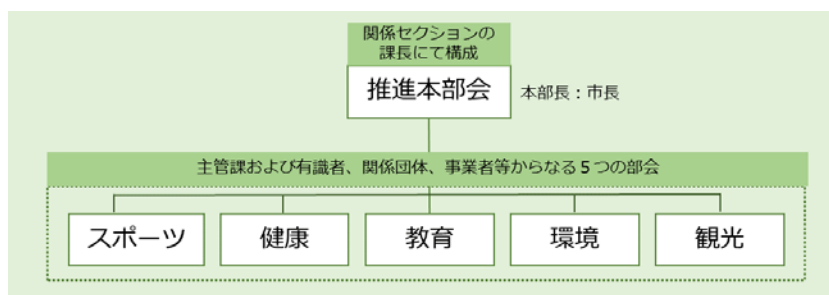 関係セクションの
課長にて構成
推進本部会
本部長：市長
主管課および有識者、関係団体、事業者等からなる５つの部会
スポーツ
健康
教育
環境
観光